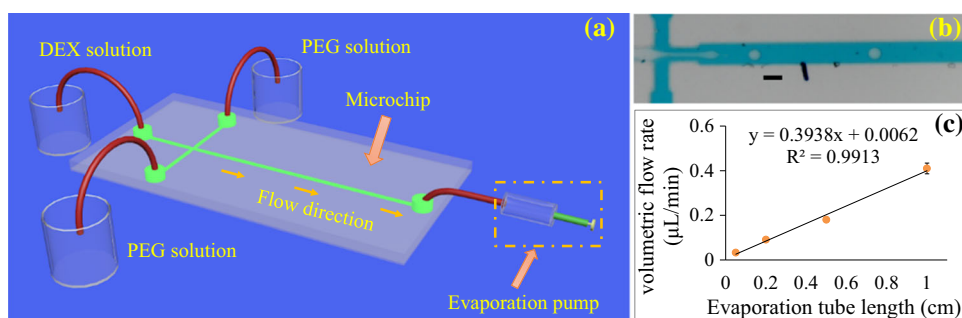 (a)
DEX solution
PEG solution
Microchip
Flow direction
PEG solution
Evaporation pump
(b)
(c)
y = 0.3938x + 0.0062
R² = 0.9913
volumetric flow rate
(μL/min)
0.6
0.4
0.2
0
0 0.2 0.4 0.6 0.8 1
Evaporation tube length (cm)